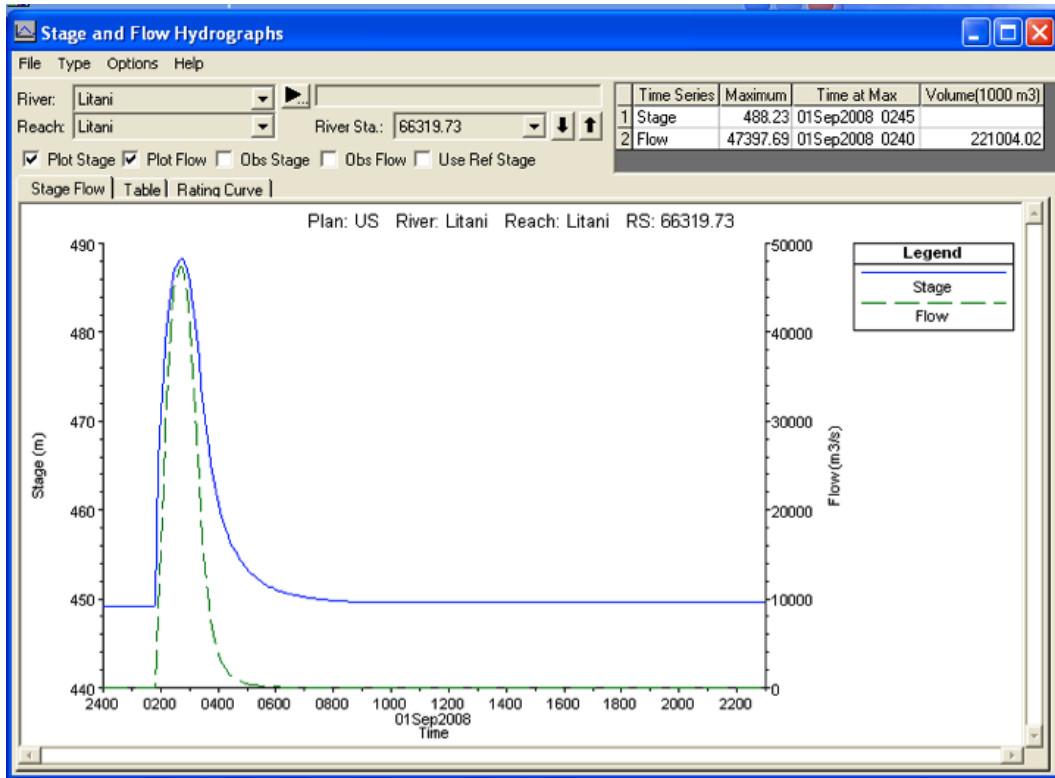 Stage and Flow Hydrographs
File Type Options Help
River: Litani
Reach: Litani River Sta.: 66319.73
Plot Stage Plot Flow Obs Stage Obs Flow Use Ref Stage
Time Series Maximum Time at Max Volume(1000 m3)
1 Stage 488.23 01Sep2008 0245
2 Flow 47397.69 01Sep2008 0240 221004.02
Stage Flow Table Rating Curve
Plan: US River: Litani Reach: Litani RS: 66319.73
Legend
Stage
Flow
490
480
470
460
450
440
Stage (m)
50000
40000
30000
20000
10000
0
Flow (m3/s)
2400 0200 0400 0600 0800 1000 1200 1400 1600 1800 2000 2200
01Sep2008
Time